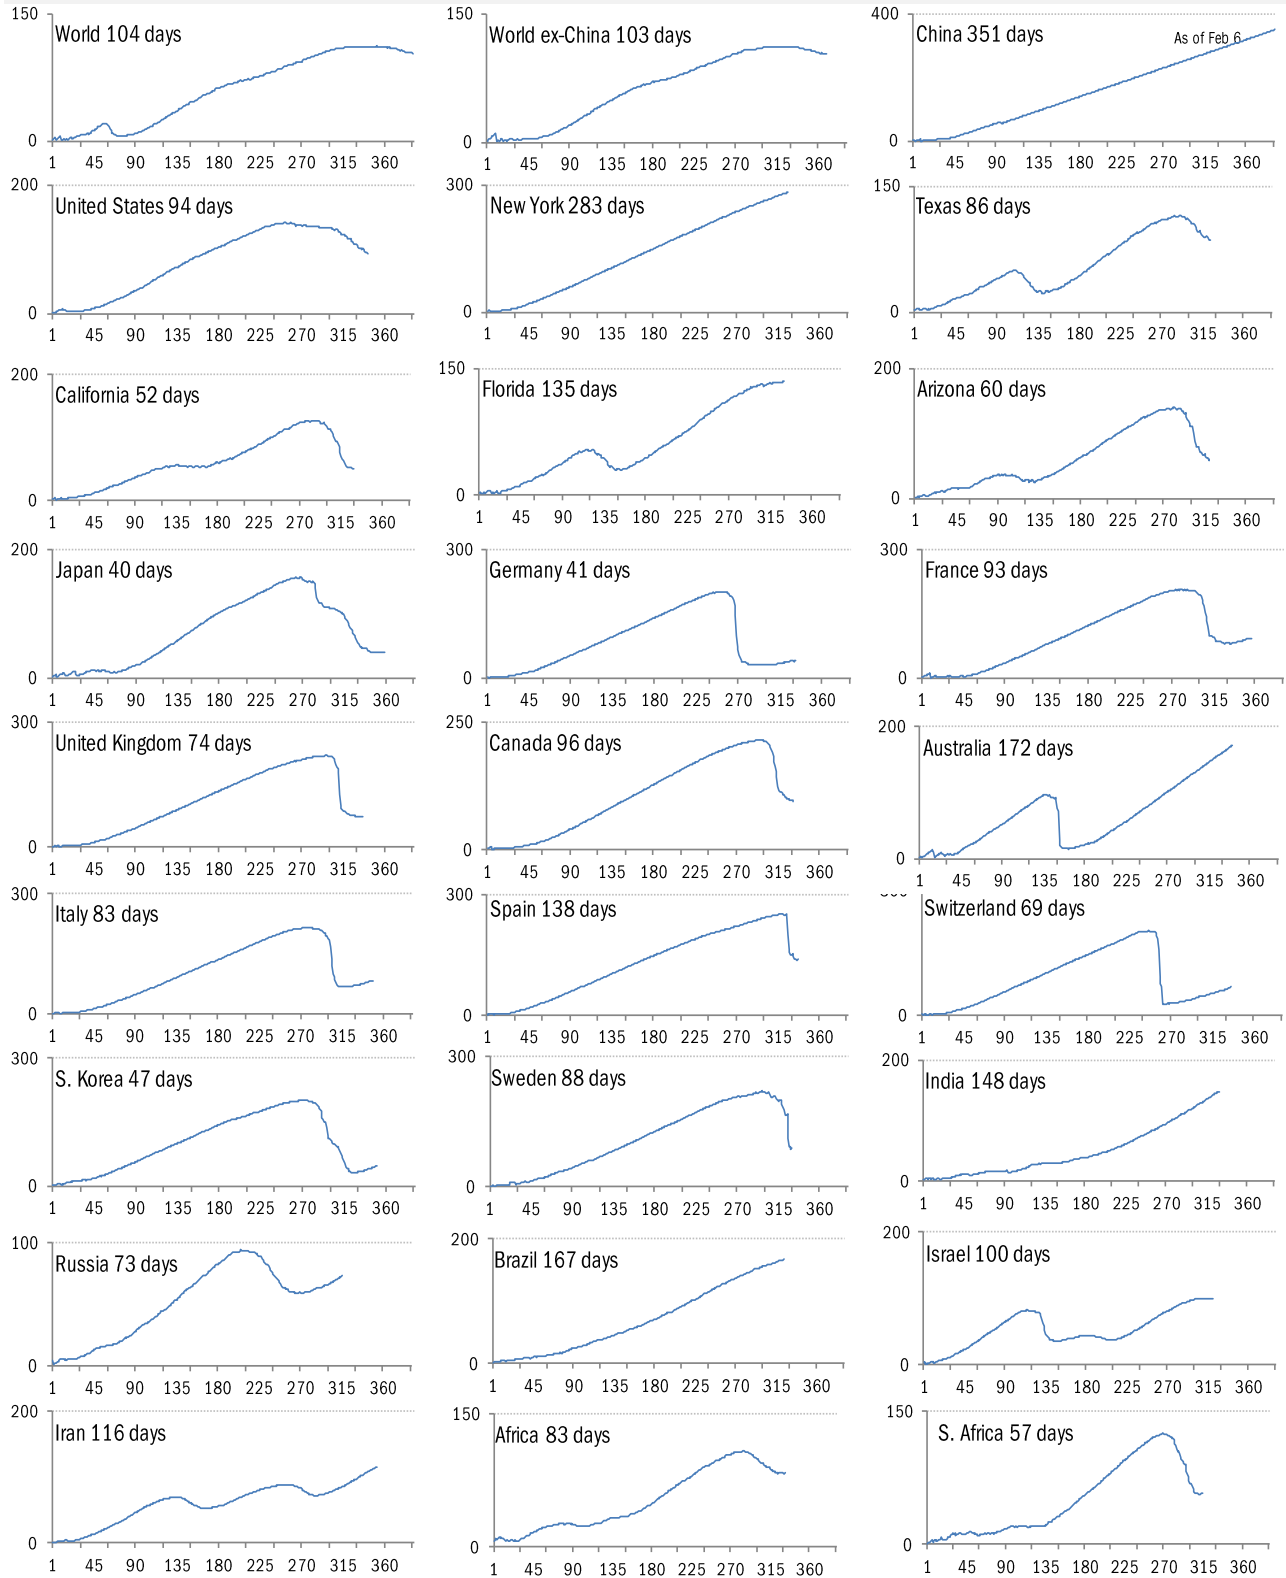 150 World 104 days 0
1 45 90 135 180 225 270 315 360
150 World ex-China 103 days 0
1 45 90 135 180 225 270 315 360
400 China 351 days As of Feb 6 0
1 45 90 135 180 225 270 315 360
200 United States 94 days 0
1 45 90 135 180 225 270 315 360
300 New York 283 days 0
1 45 90 135 180 225 270 315 360
150 Texas 86 days 0
1 45 90 135 180 225 270 315 360
200 California 52 days 0
1 45 90 135 180 225 270 315 360
150 Florida 135 days 0
1 45 90 135 180 225 270 315 360
200 Arizona 60 days 0
1 45 90 135 180 225 270 315 360
200 Japan 40 days 0
1 45 90 135 180 225 270 315 360
300 Germany 41 days 0
1 45 90 135 180 225 270 315 360
300 France 93 days 0
1 45 90 135 180 225 270 315 360
300 United Kingdom 74 days 0
1 45 90 135 180 225 270 315 360
250 Canada 96 days 0
1 45 90 135 180 225 270 315 360
200 Australia 172 days 0
1 45 90 135 180 225 270 315 360
300 Italy 83 days 0
1 45 90 135 180 225 270 315 360
300 Spain 138 days 0
1 45 90 135 180 225 270 315 360
Switzerland 69 days 0
1 45 90 135 180 225 270 315 360
300 S. Korea 47 days 0
1 45 90 135 180 225 270 315 360
300 Sweden 88 days 0
1 45 90 135 180 225 270 315 360
200 India 148 days 0
1 45 90 135 180 225 270 315 360
100 Russia 73 days 50 0
1 45 90 135 180 225 270 315 360
200 Brazil 167 days 100 0
1 45 90 135 180 225 270 315 360
200 Israel 100 days 100 0
1 45 90 135 180 225 270 315 360
200 Iran 116 days 100 0
1 45 90 135 180 225 270 315 360
150 Africa 83 days 100 50 0
1 45 90 135 180 225 270 315 360
150 S. Africa 57 days 100 50 0
1 45 90 135 180 225 270 315 360